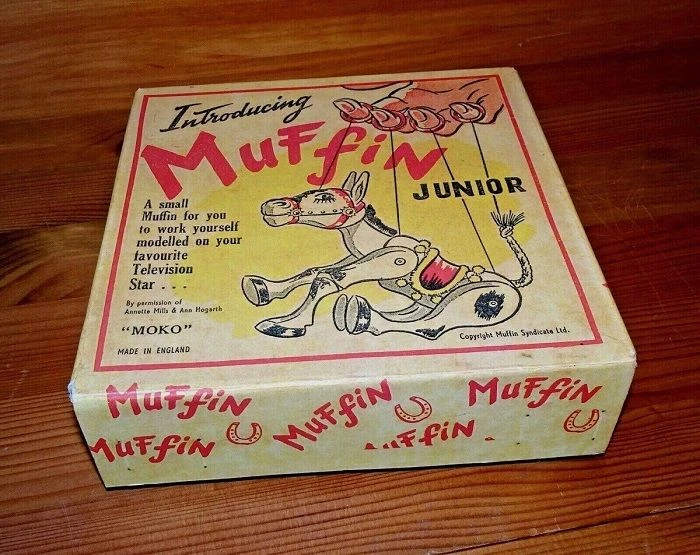 Introducing
MuffiN
JUNIOR
A small
Muffin for you
to work yourself
modelled on your
favourite
Television
Star . . .
By permission of
Annette Mills & Ann Hogarth
"MOKO"
MADE IN ENGLAND
Copyright Muffin Syndicate Ltd.
MuffiN
MuffiN
MuffiN
MuffiN
MuffiN